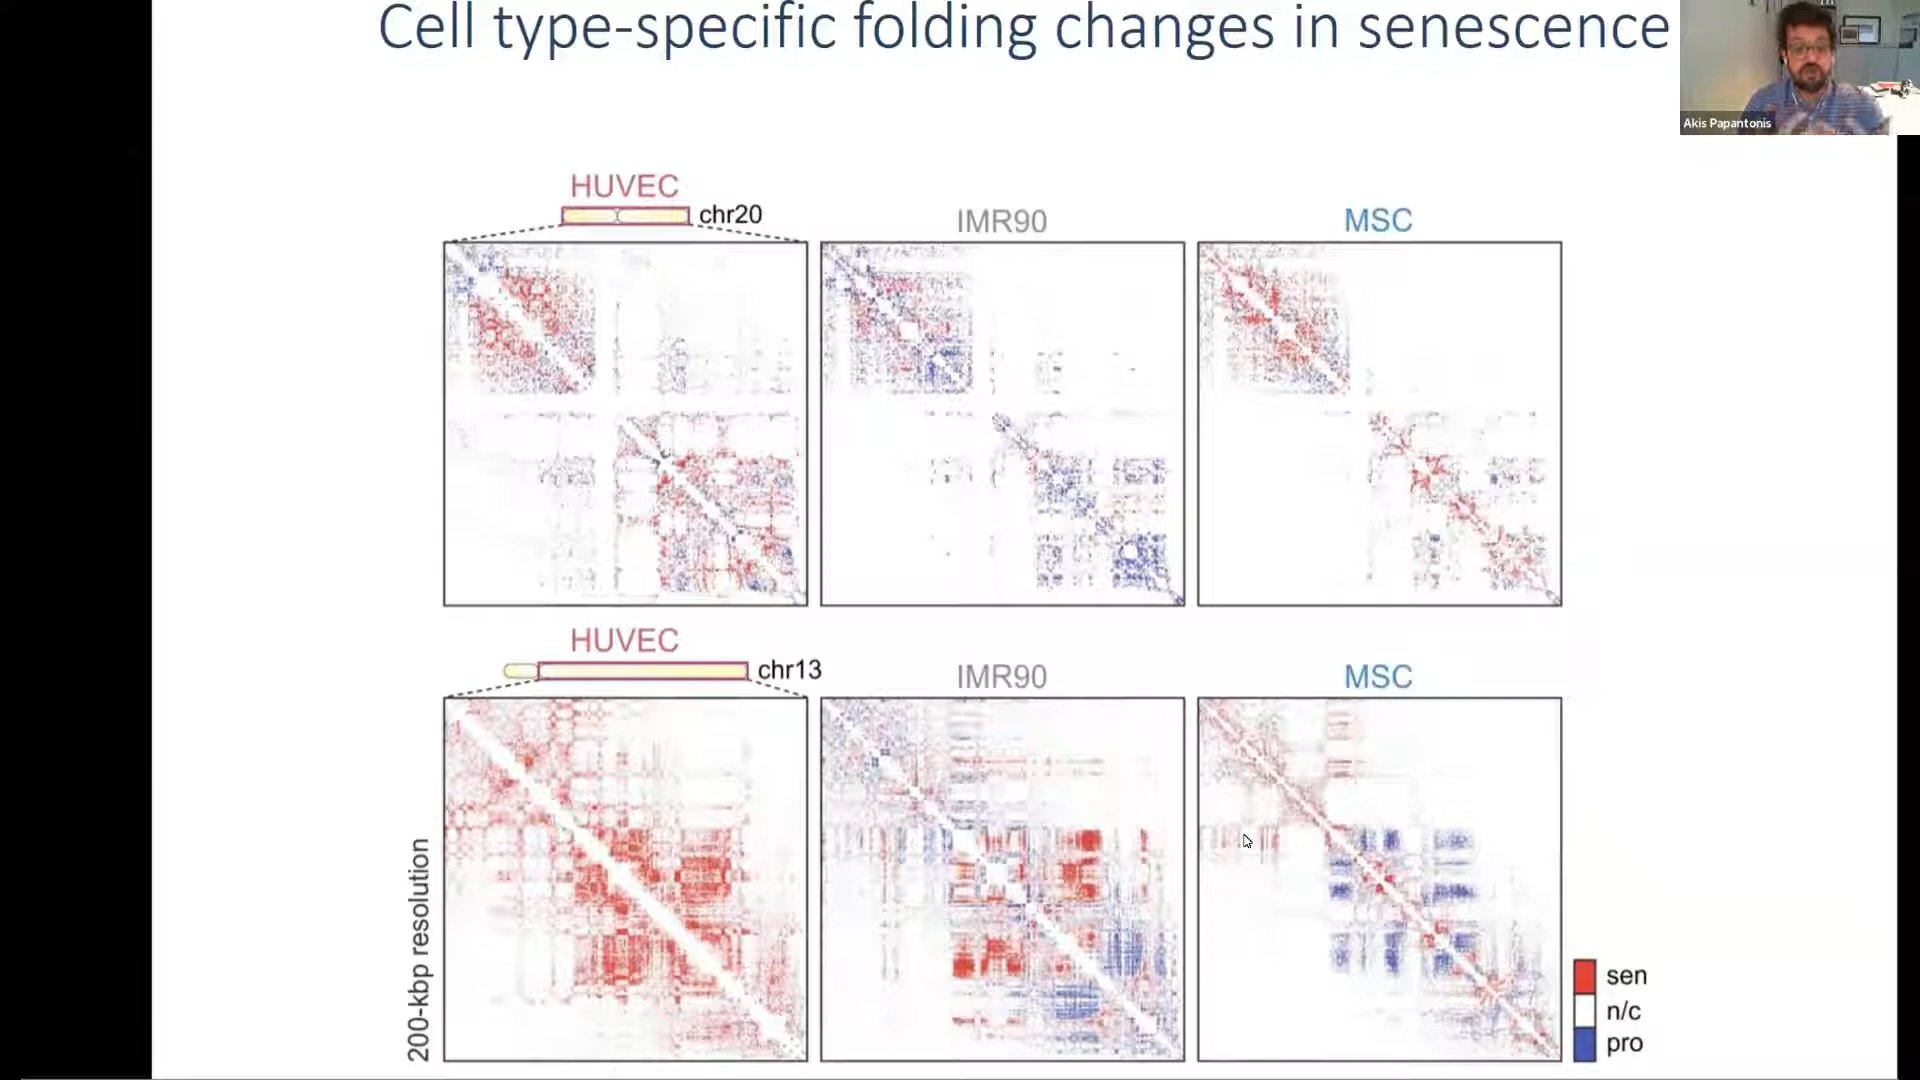 Cell type-specific folding changes in senescence
Akis Papantonis
HUVEC
chr20
IMR90
MSC
HUVEC
chr13
IMR90
MSC
200-kbp resolution
sen
n/c
pro